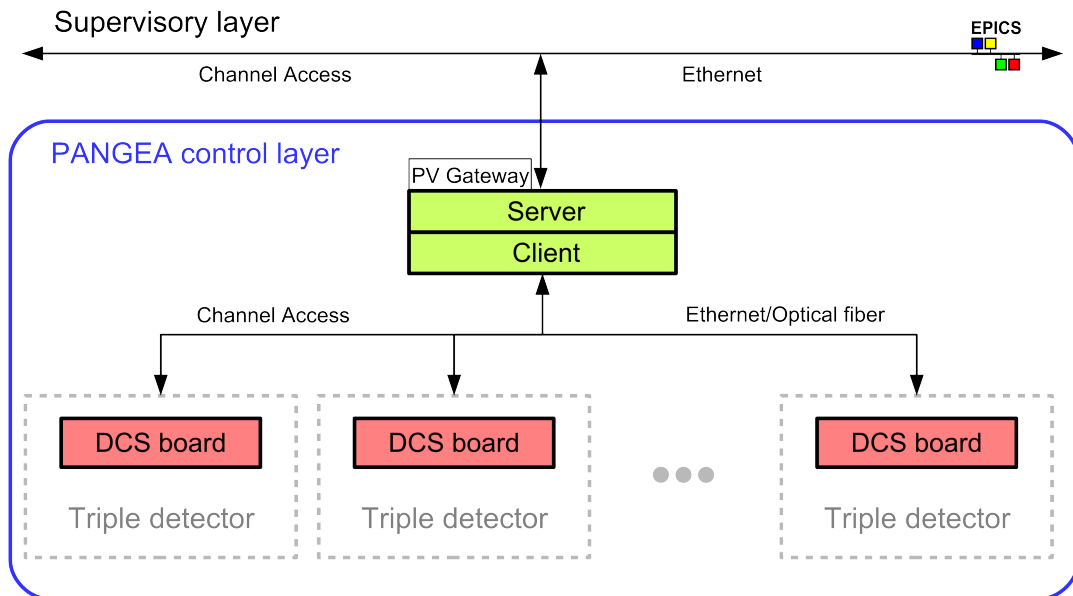 Supervisory layer
EPICS
Channel Access
Ethernet
PANGEA control layer
PV Gateway
Server
Client
Channel Access
Ethernet/Optical fiber
DCS board
DCS board
DCS board
Triple detector
Triple detector
Triple detector